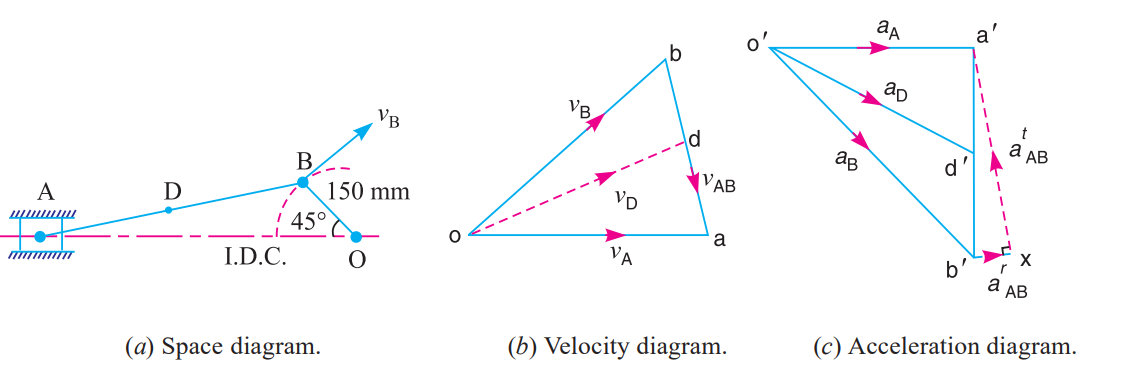 A
D
B
v_B
150 mm
45°
I.D.C.
O
(a) Space diagram.
b
v_B
d
v_AB
v_D
o
a
v_A
(b) Velocity diagram.
o'
a_A
a'
a_D
a_B
d'
a^t_AB
b'
x
a^r_AB
(c) Acceleration diagram.